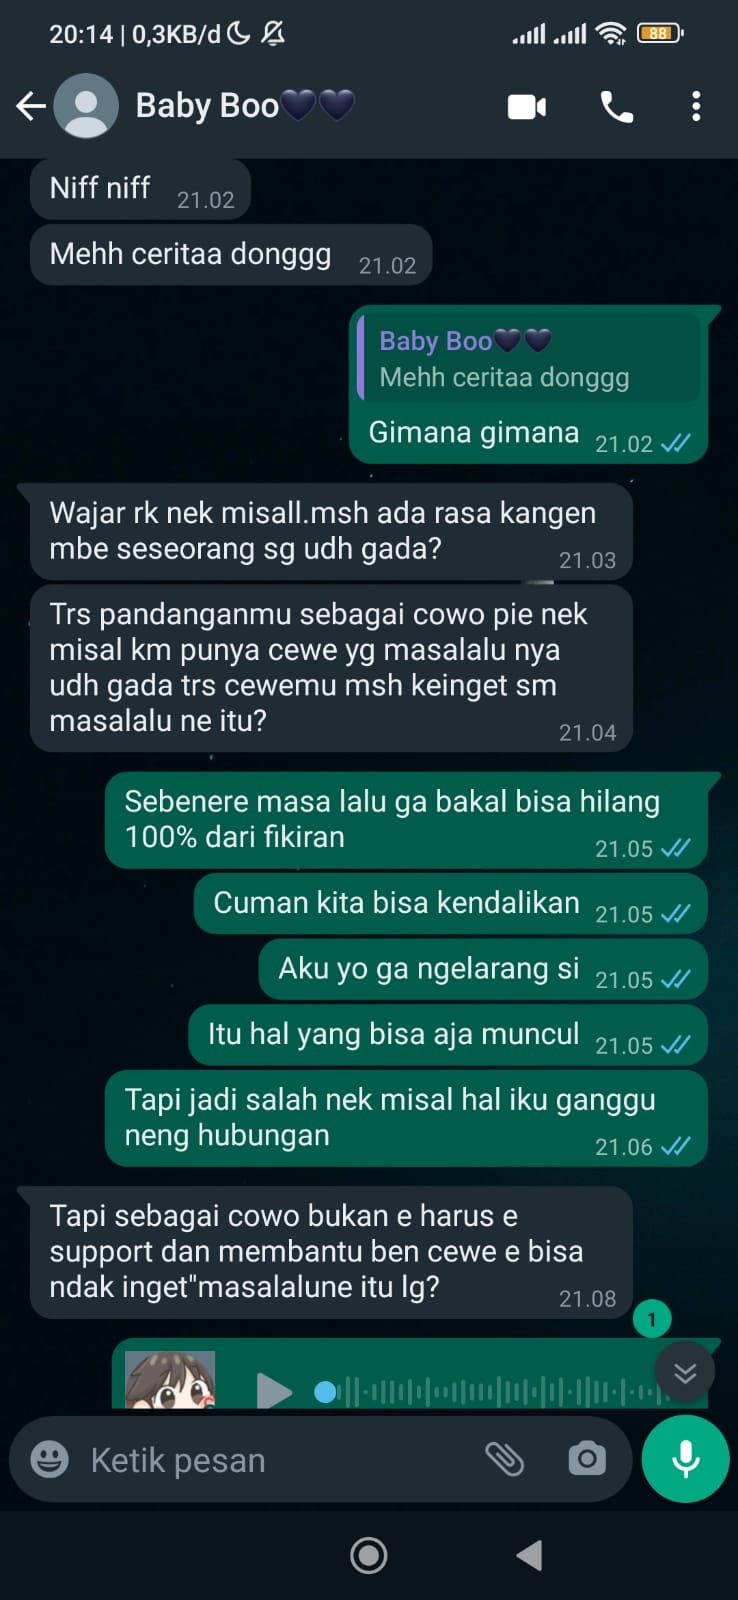 20:14 | 0,3KB/d
88
Baby Boo🖤🖤
Niff niff 21.02
Mehh ceritaa donggg 21.02
Baby Boo🖤🖤
Mehh ceritaa donggg
Gimana gimana 21.02
Wajar rk nek misall.msh ada rasa kangen
mbe seseorang sg udh gada? 21.03
Trs pandanganmu sebagai cowo pie nek
misal km punya cewe yg masalalu nya
udh gada trs cewemu msh keinget sm
masalalu ne itu? 21.04
Sebenere masa lalu ga bakal bisa hilang
100% dari fikiran 21.05
Cuman kita bisa kendalikan 21.05
Aku yo ga ngelarang si 21.05
Itu hal yang bisa aja muncul 21.05
Tapi jadi salah nek misal hal iku ganggu
neng hubungan 21.06
Tapi sebagai cowo bukan e harus e
support dan membantu ben cewe e bisa
ndak inget"masalalune itu lg? 21.08
1
Ketik pesan